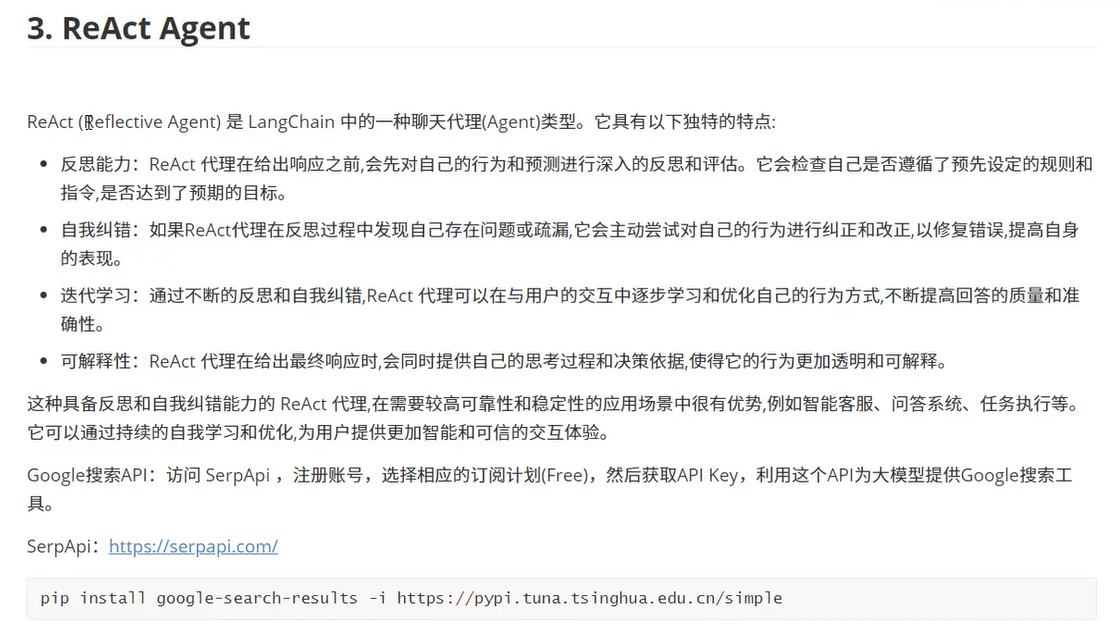 3. ReAct Agent
ReAct (Reflective Agent) 是 LangChain 中的一种聊天代理(Agent)类型。它具有以下独特的特点:
• 反思能力：ReAct 代理在给出响应之前,会先对自己的行为和预测进行深入的反思和评估。它会检查自己是否遵循了预先设定的规则和
指令,是否达到了预期的目标。
• 自我纠错：如果ReAct代理在反思过程中发现自己存在问题或疏漏,它会主动尝试对自己的行为进行纠正和改正,以修复错误,提高自身
的表现。
• 迭代学习：通过不断的反思和自我纠错,ReAct 代理可以在与用户的交互中逐步学习和优化自己的行为方式,不断提高回答的质量和准
确性。
• 可解释性：ReAct 代理在给出最终响应时,会同时提供自己的思考过程和决策依据,使得它的行为更加透明和可解释。
这种具备反思和自我纠错能力的 ReAct 代理,在需要较高可靠性和稳定性的应用场景中很有优势,例如智能客服、问答系统、任务执行等。
它可以通过持续的自我学习和优化,为用户提供更加智能和可信的交互体验。
Google搜索API：访问 SerpApi ，注册账号，选择相应的订阅计划(Free)，然后获取API Key，利用这个API为大模型提供Google搜索工
具。
SerpApi：https://serpapi.com/
pip install google-search-results -i https://pypi.tuna.tsinghua.edu.cn/simple